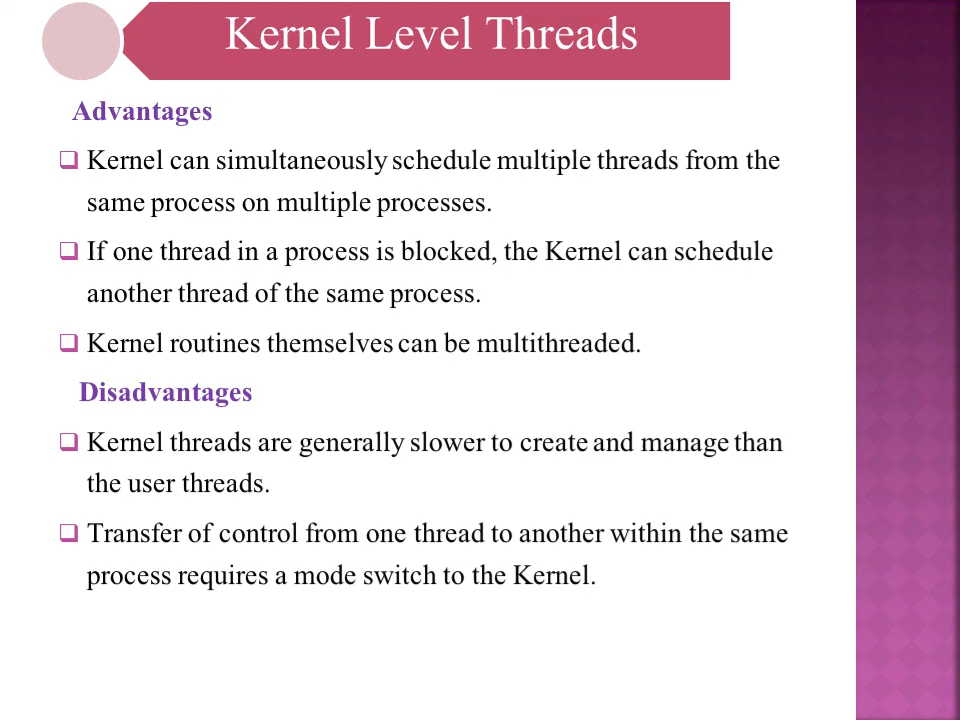 Kernel Level Threads
Advantages
Kernel can simultaneously schedule multiple threads from the
same process on multiple processes.
If one thread in a process is blocked, the Kernel can schedule
another thread of the same process.
Kernel routines themselves can be multithreaded.
Disadvantages
Kernel threads are generally slower to create and manage than
the user threads.
Transfer of control from one thread to another within the same
process requires a mode switch to the Kernel.